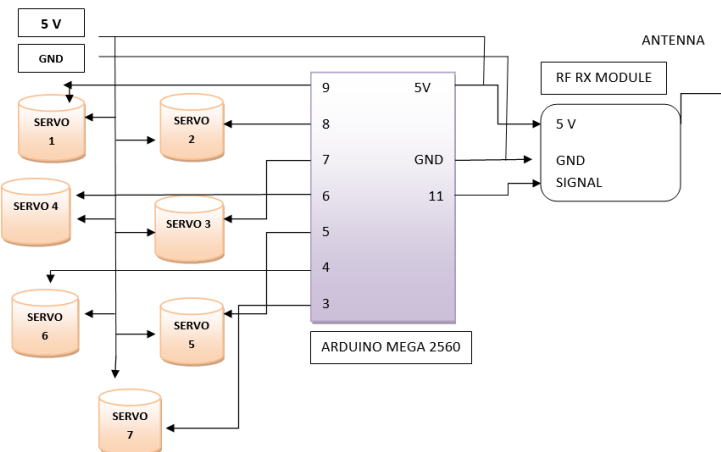 5 V
GND
ANTENNA
RF RX MODULE
9
5V
8
7
GND
6
11
5
4
3
5 V
GND
SIGNAL
SERVO
1
SERVO
2
SERVO 4
SERVO 3
SERVO
6
SERVO
5
SERVO
7
ARDUINO MEGA 2560